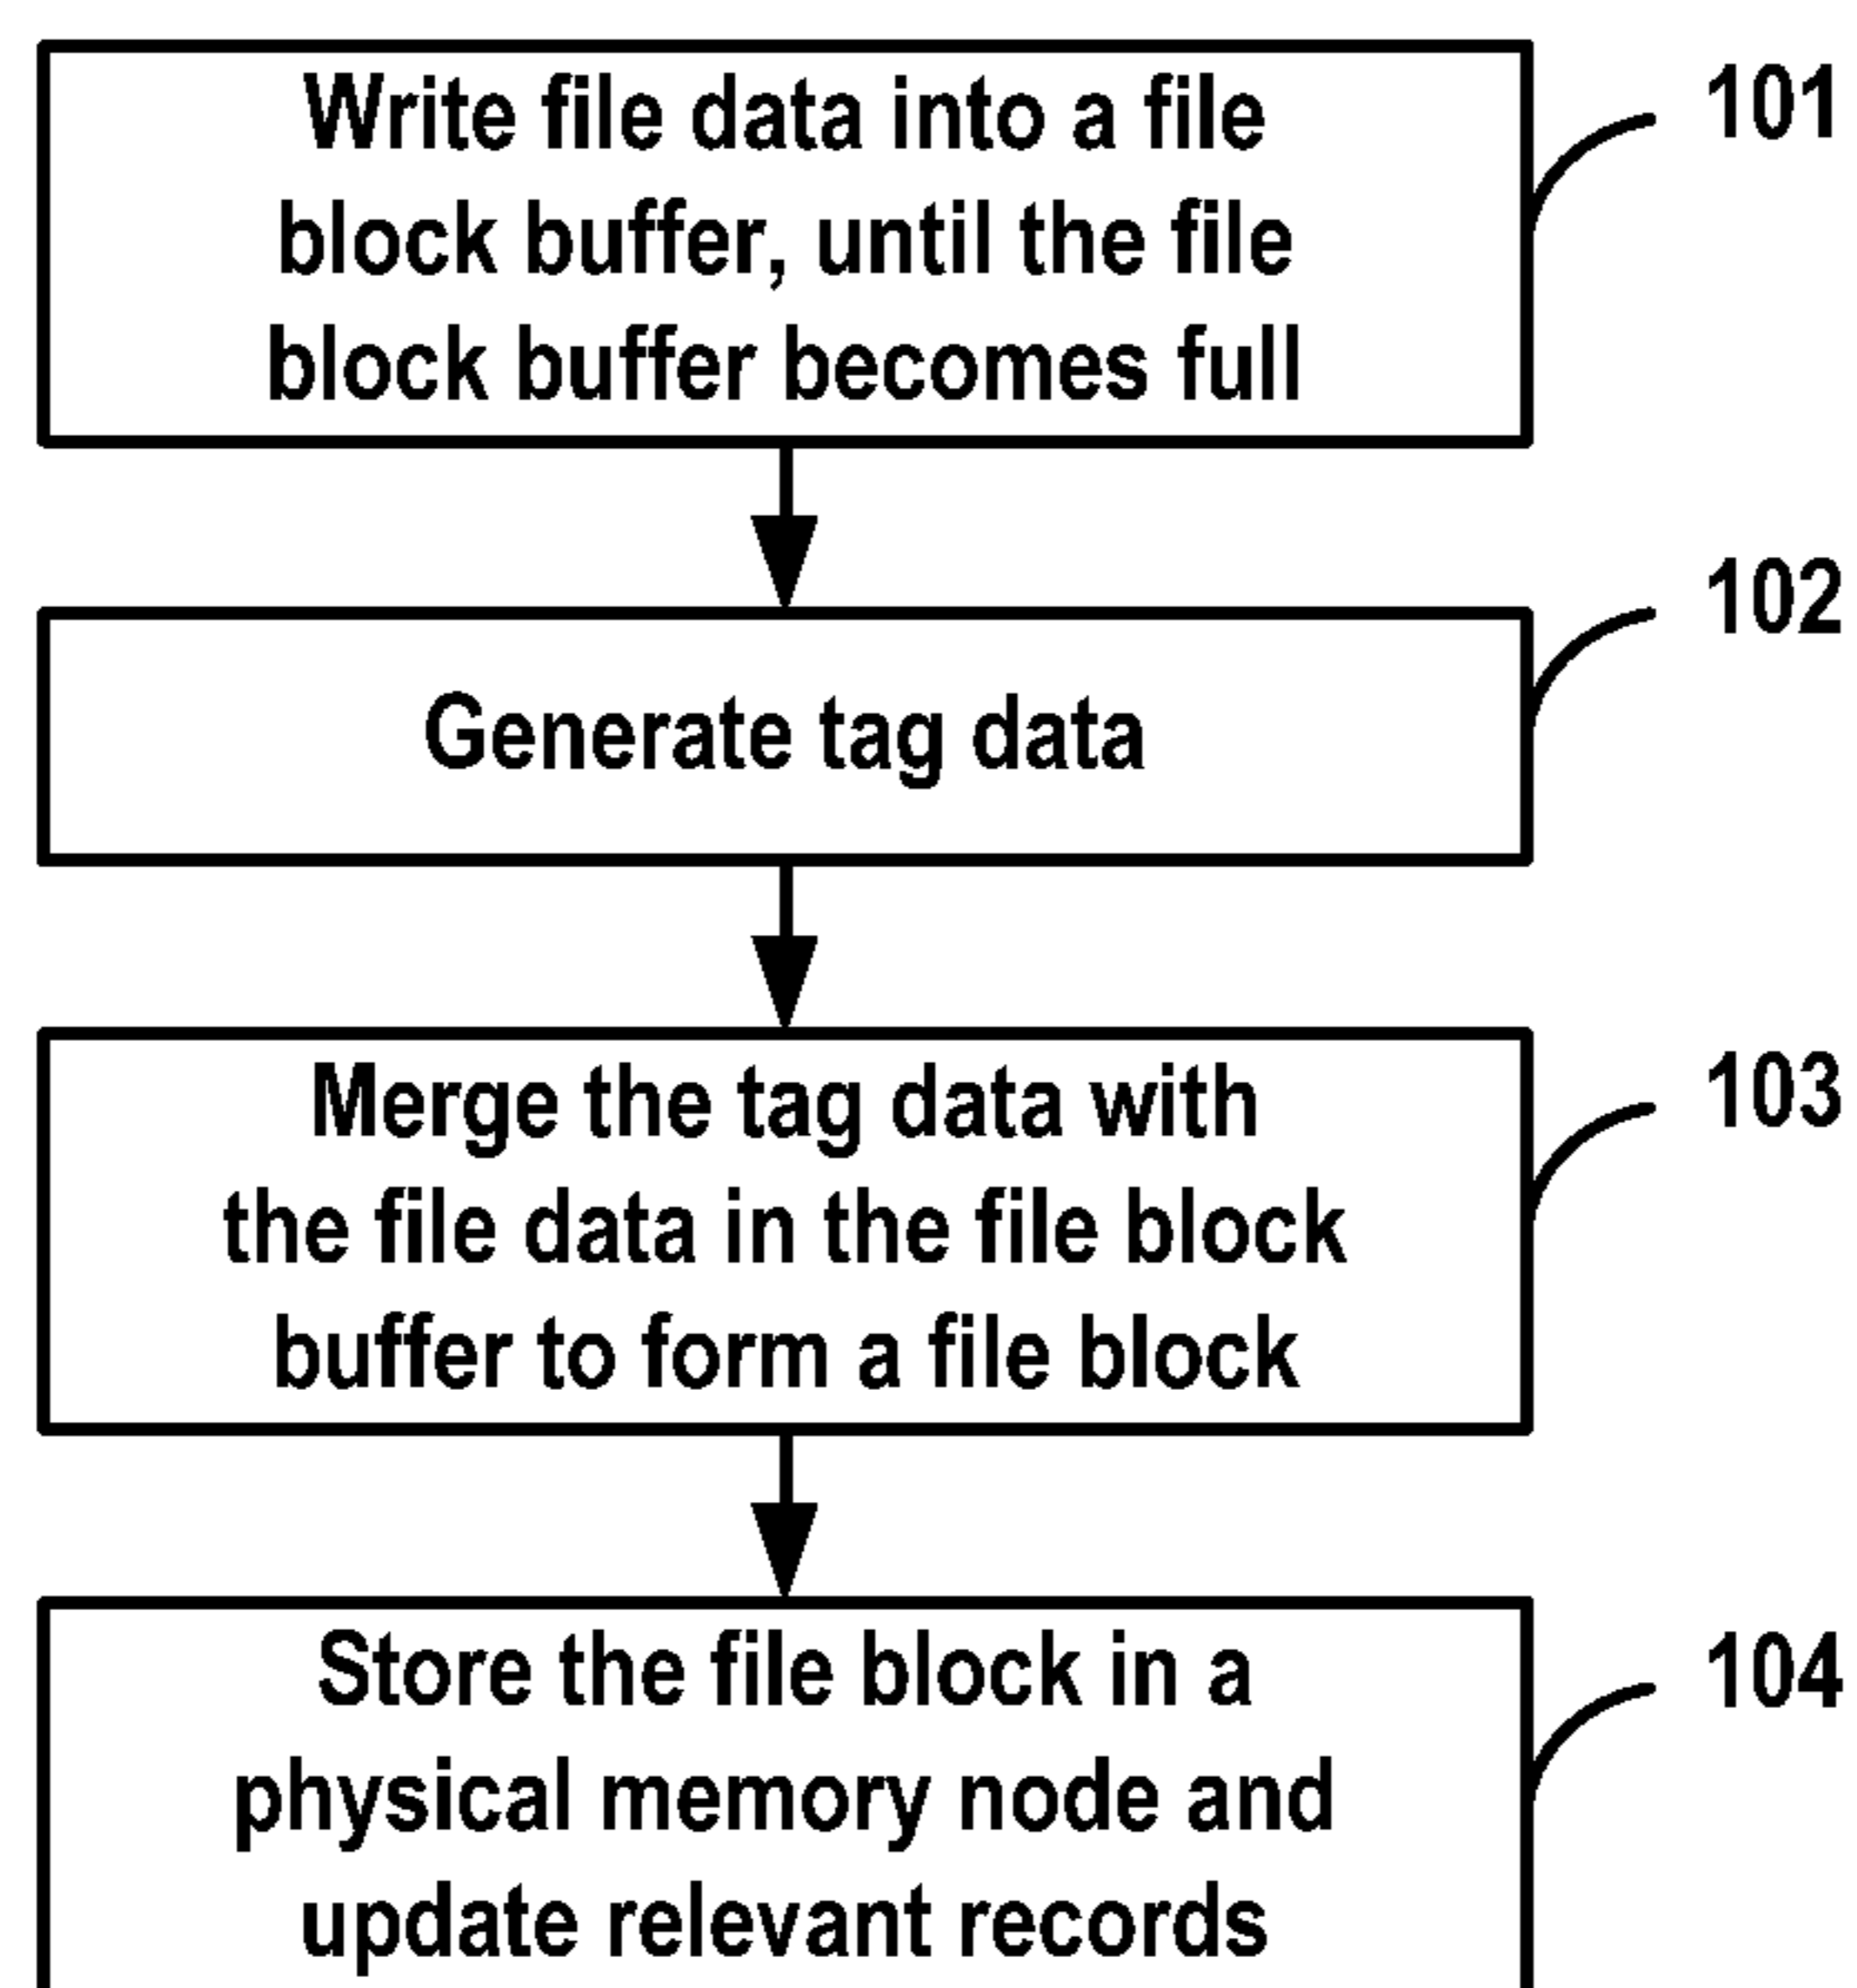 Write file data into a file
block buffer, until the file
block buffer becomes full
101
Generate tag data
102
Merge the tag data with
the file data in the file block
buffer to form a file block
103
Store the file block in a
physical memory node and
update relevant records
104